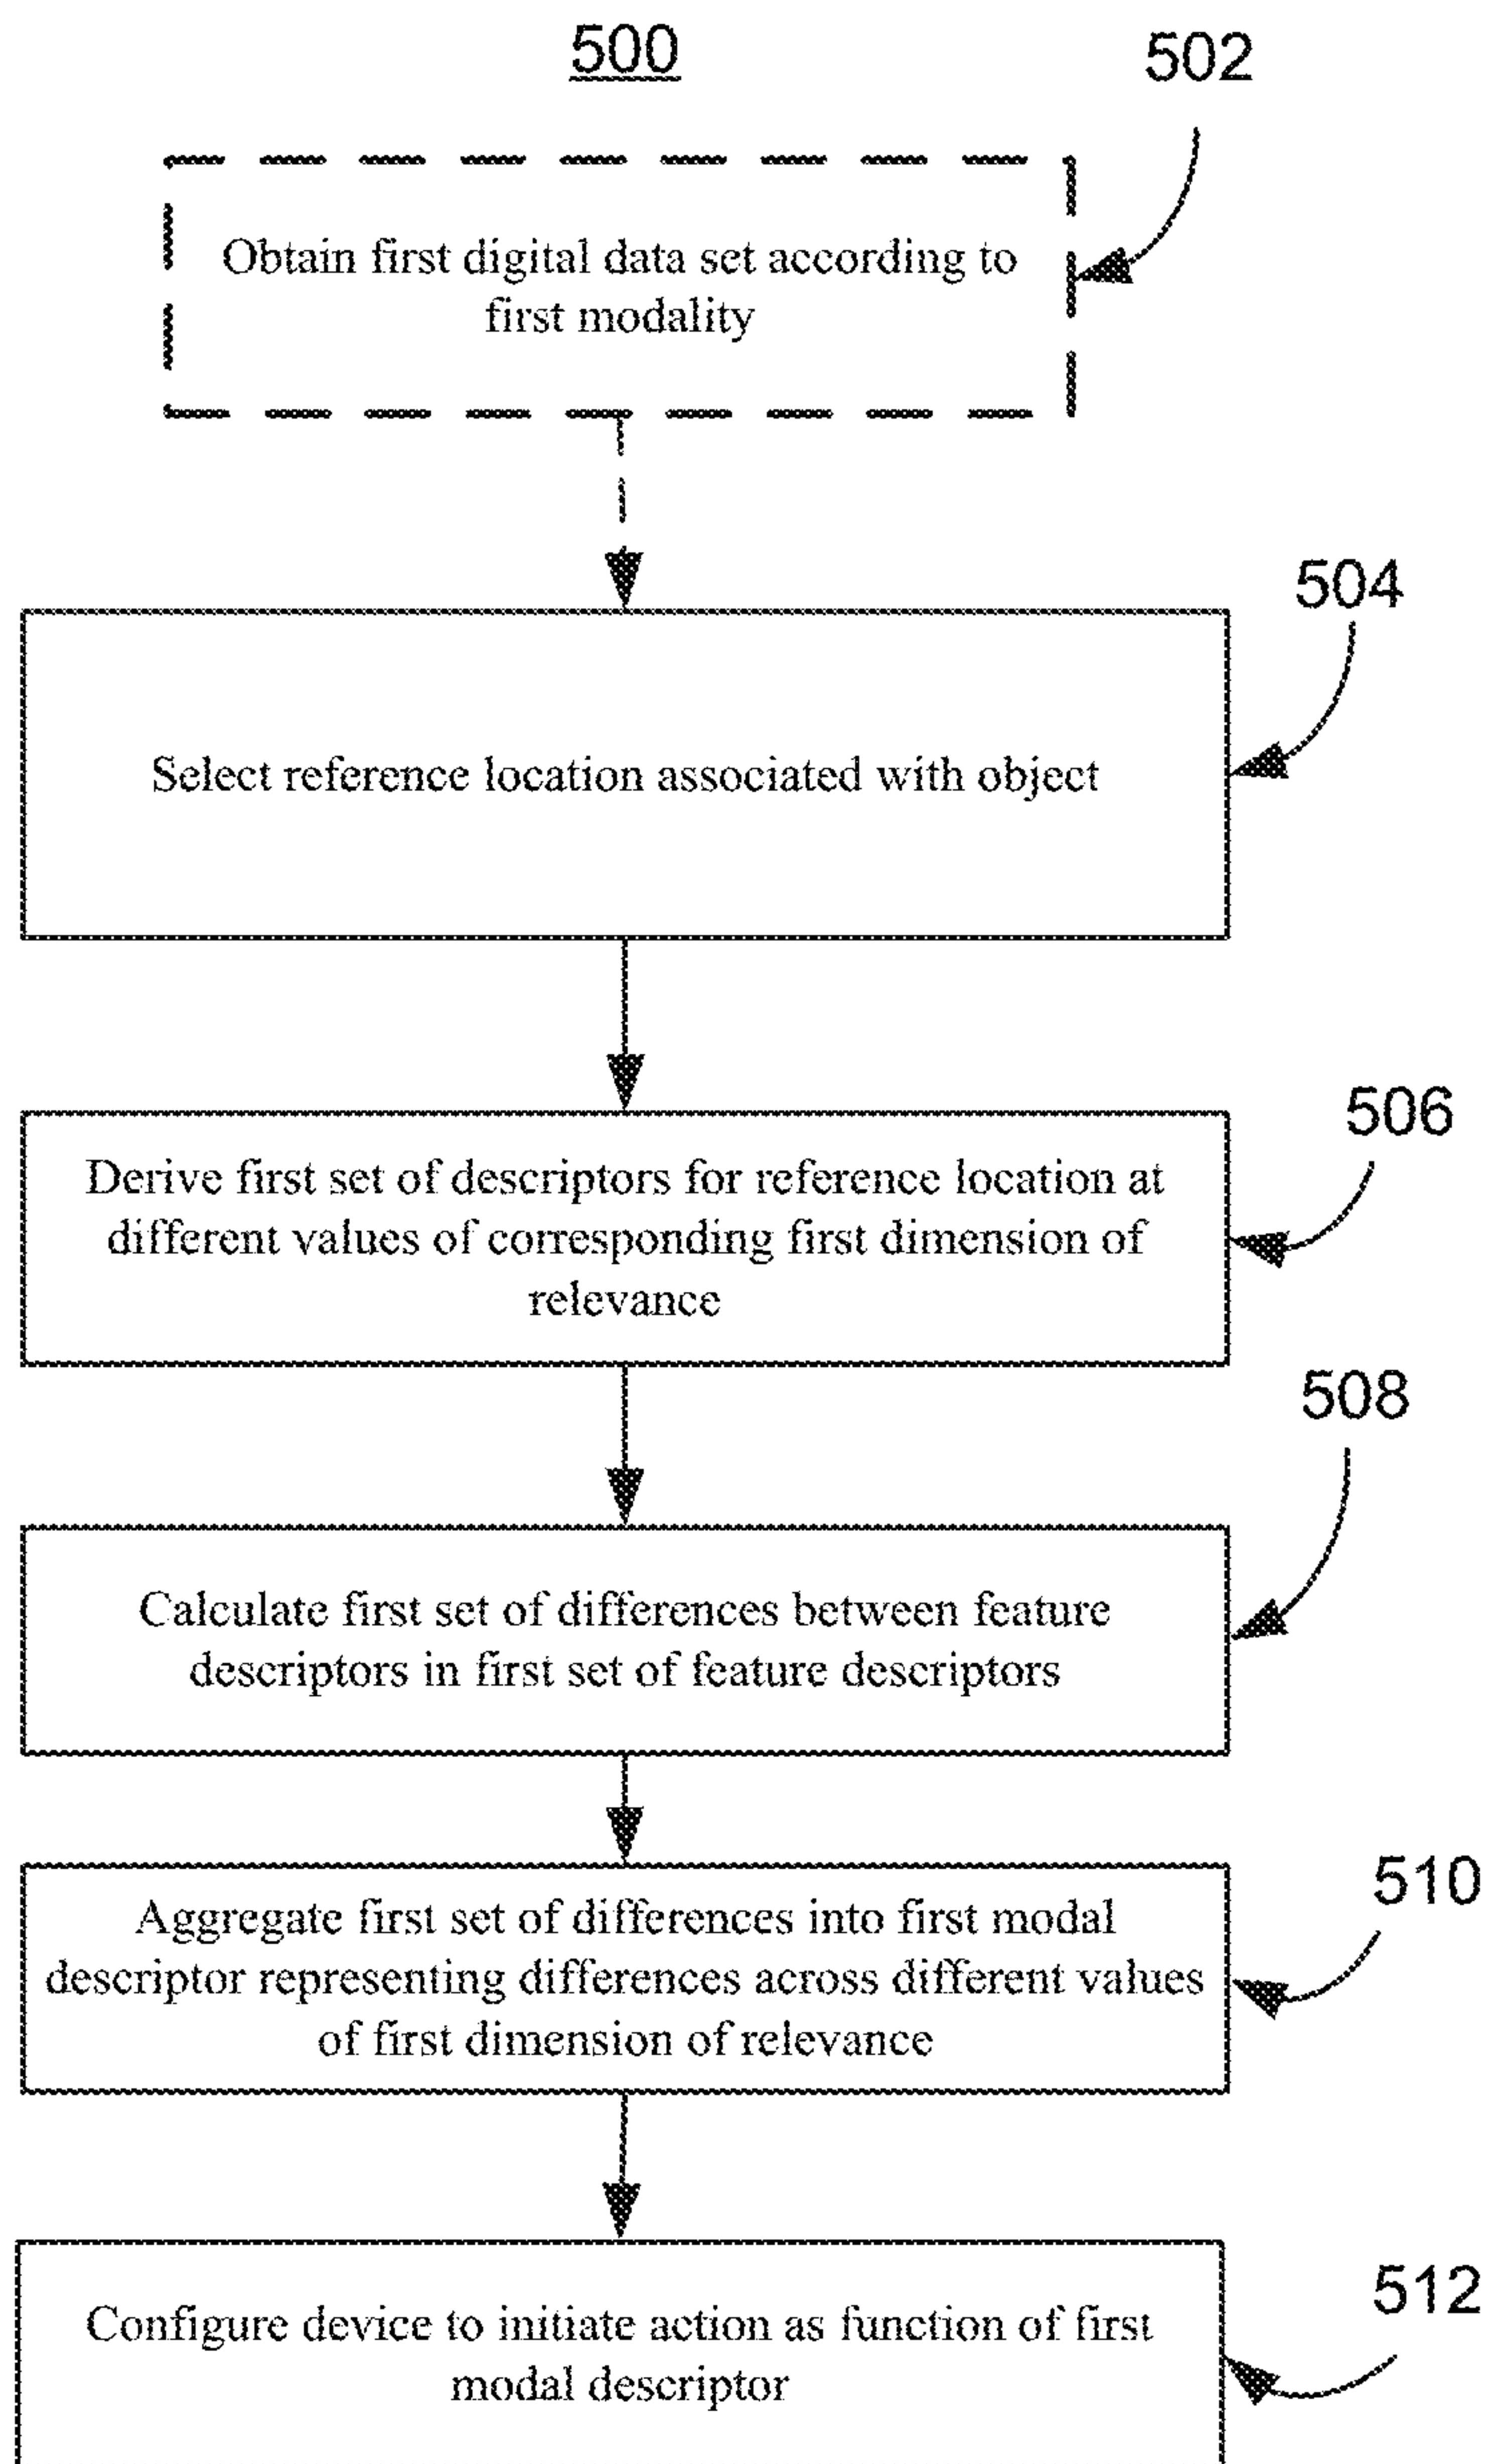 500
502
Obtain first digital data set according to
first modality
504
Select reference location associated with object
506
Derive first set of descriptors for reference location at
different values of corresponding first dimension of
relevance
508
Calculate first set of differences between feature
descriptors in first set of feature descriptors
510
Aggregate first set of differences into first modal
descriptor representing differences across different values
of first dimension of relevance
512
Configure device to initiate action as function of first
modal descriptor